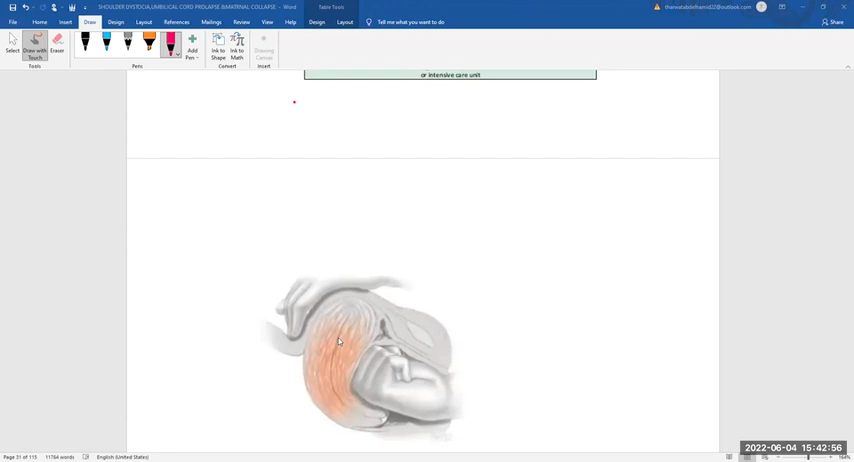 SHOULDER DYSTOCIA,UMBILICAL CORD PROLAPSE &MATERNAL COLLAPSE - Word
Table Tools
tharwatabdelhamid22@outlook.com
File Home Insert Draw Design Layout References Mailings Review View Help Design Layout Tell me what you want to do
Share
Select
Draw with Touch
Eraser
Add Pen
Ink to Shape
Ink to Math
Drawing Canvas
Tools Pens Convert Insert
or intensive care unit
2022-06-04 15:42:56
Page 31 of 115 11764 words English (United States)
164%